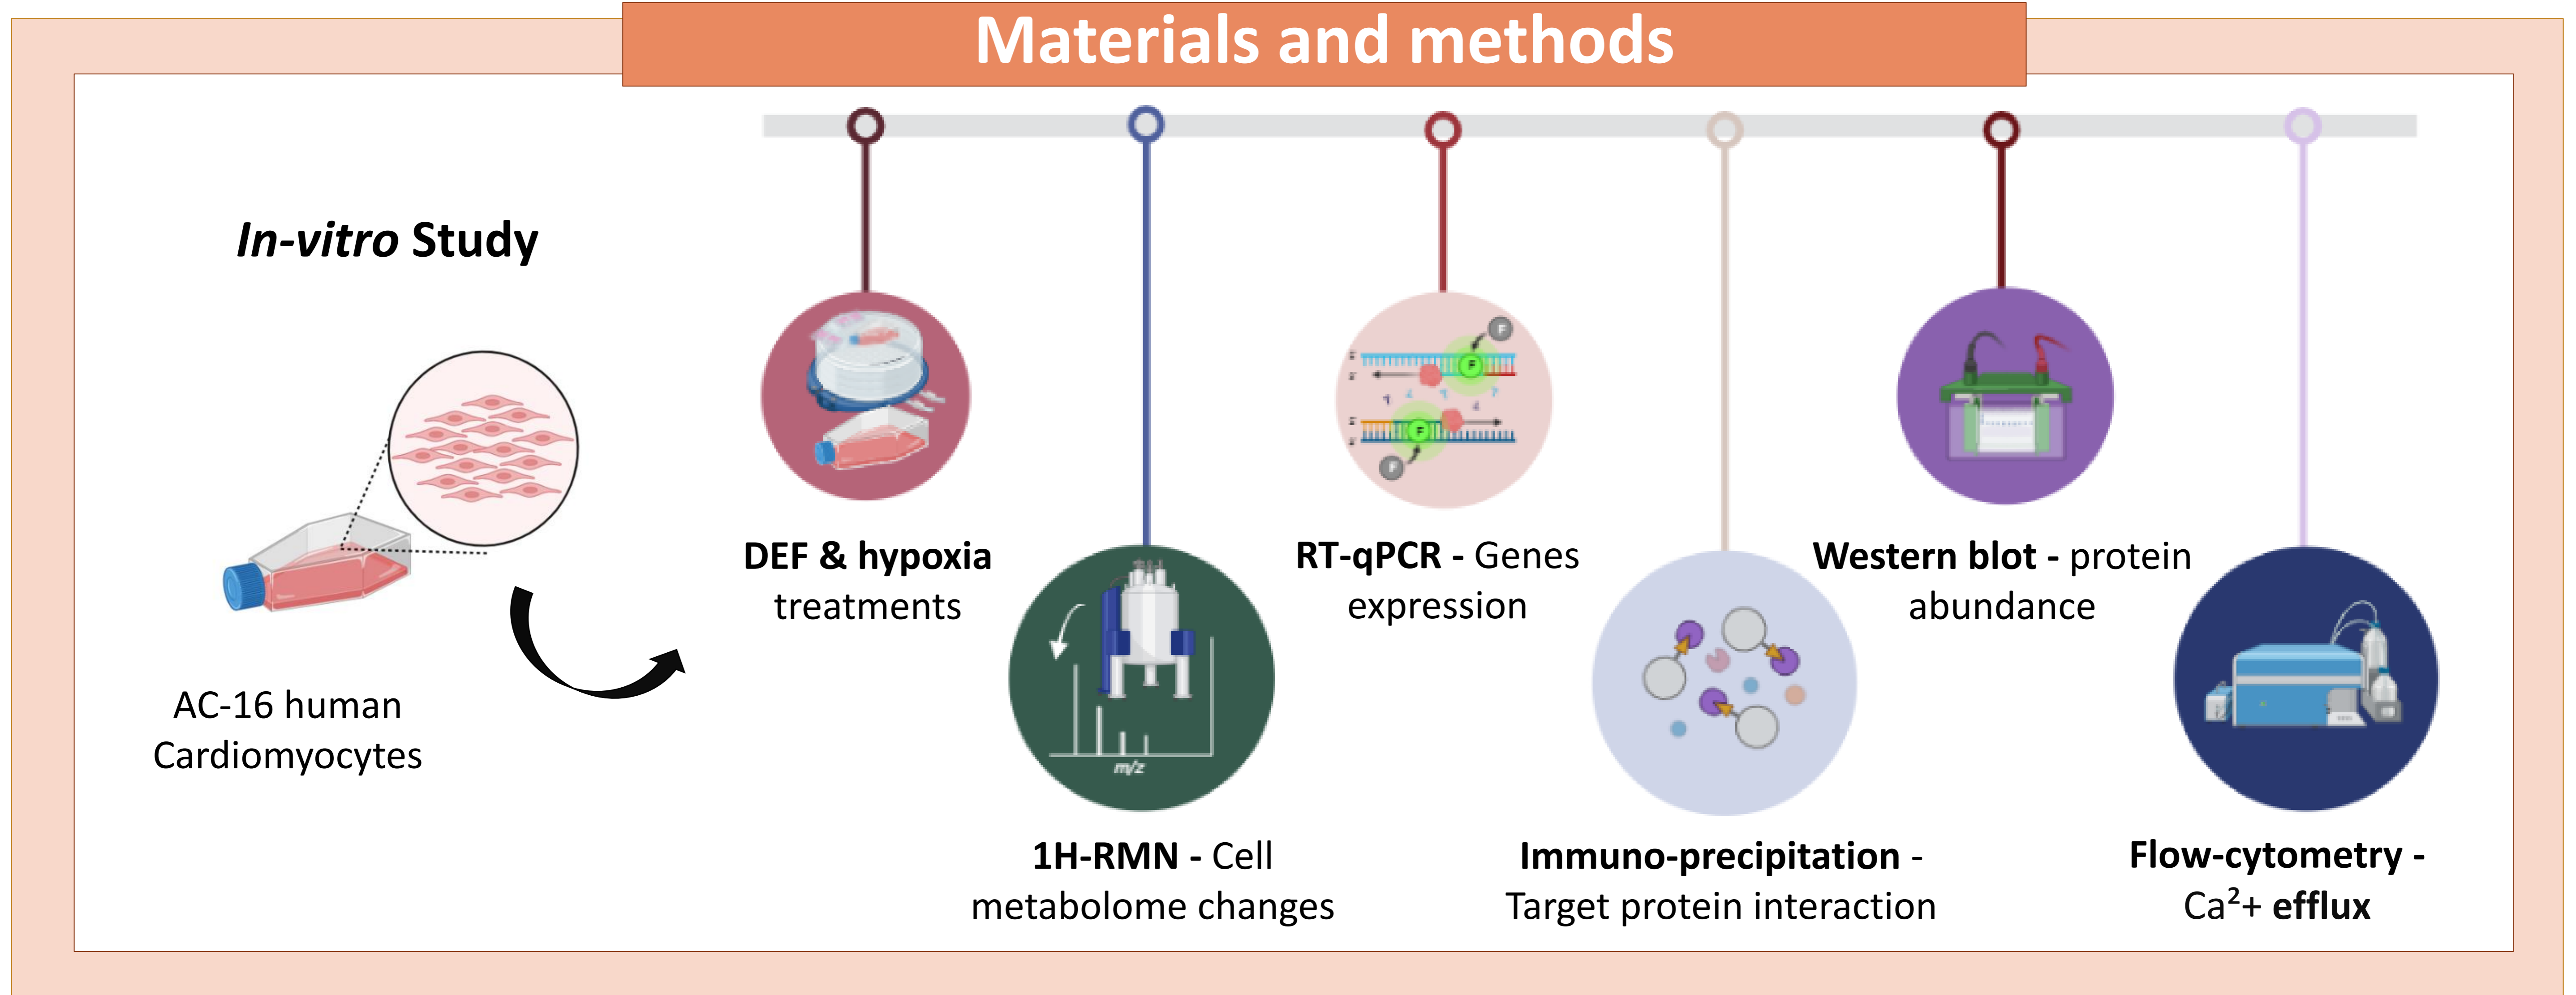 Materials and methods
In-vitro Study
AC-16 human
Cardiomyocytes
DEF & hypoxia
treatments
m/z
1H-RMN - Cell
metabolome changes
F
F
F
F
RT-qPCR - Genes
expression
Immuno-precipitation -
Target protein interaction
Western blot - protein
abundance
Flow-cytometry -
Ca²+ efflux